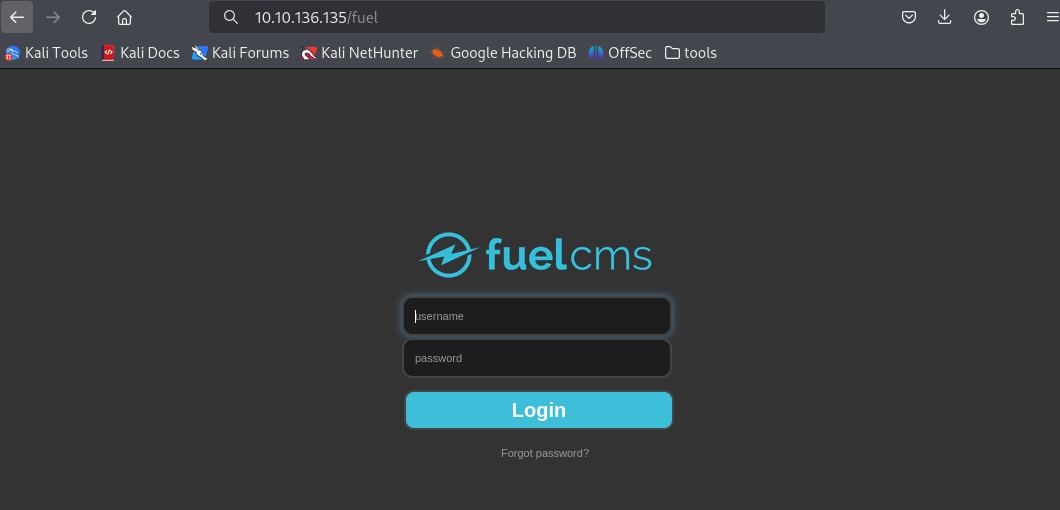 10.10.136.135/fuel
Kali Tools Kali Docs Kali Forums Kali NetHunter Google Hacking DB OffSec tools
fuelcms
username
password
Login
Forgot password?